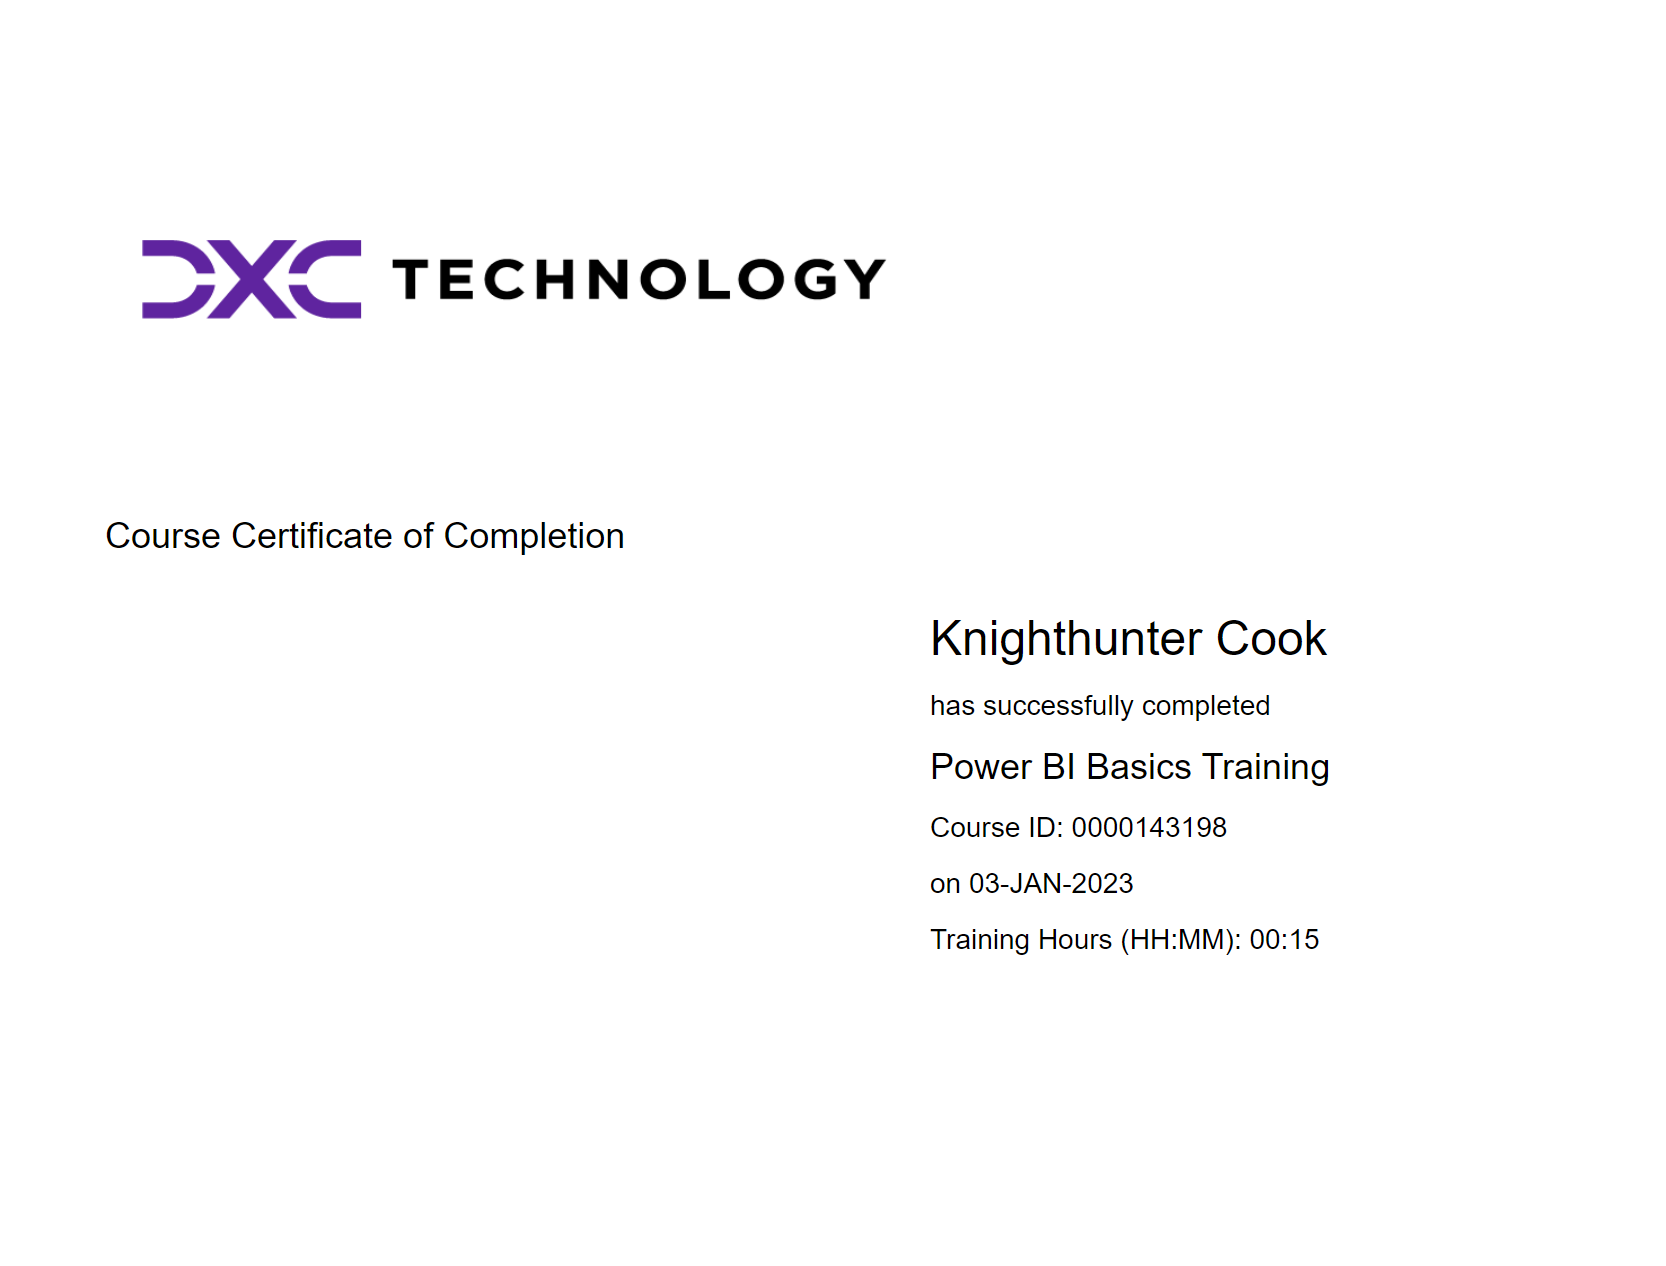 DXC TECHNOLOGY
Course Certificate of Completion
Knighthunter Cook
has successfully completed
Power BI Basics Training
Course ID: 0000143198
on 03-JAN-2023
Training Hours (HH:MM): 00:15